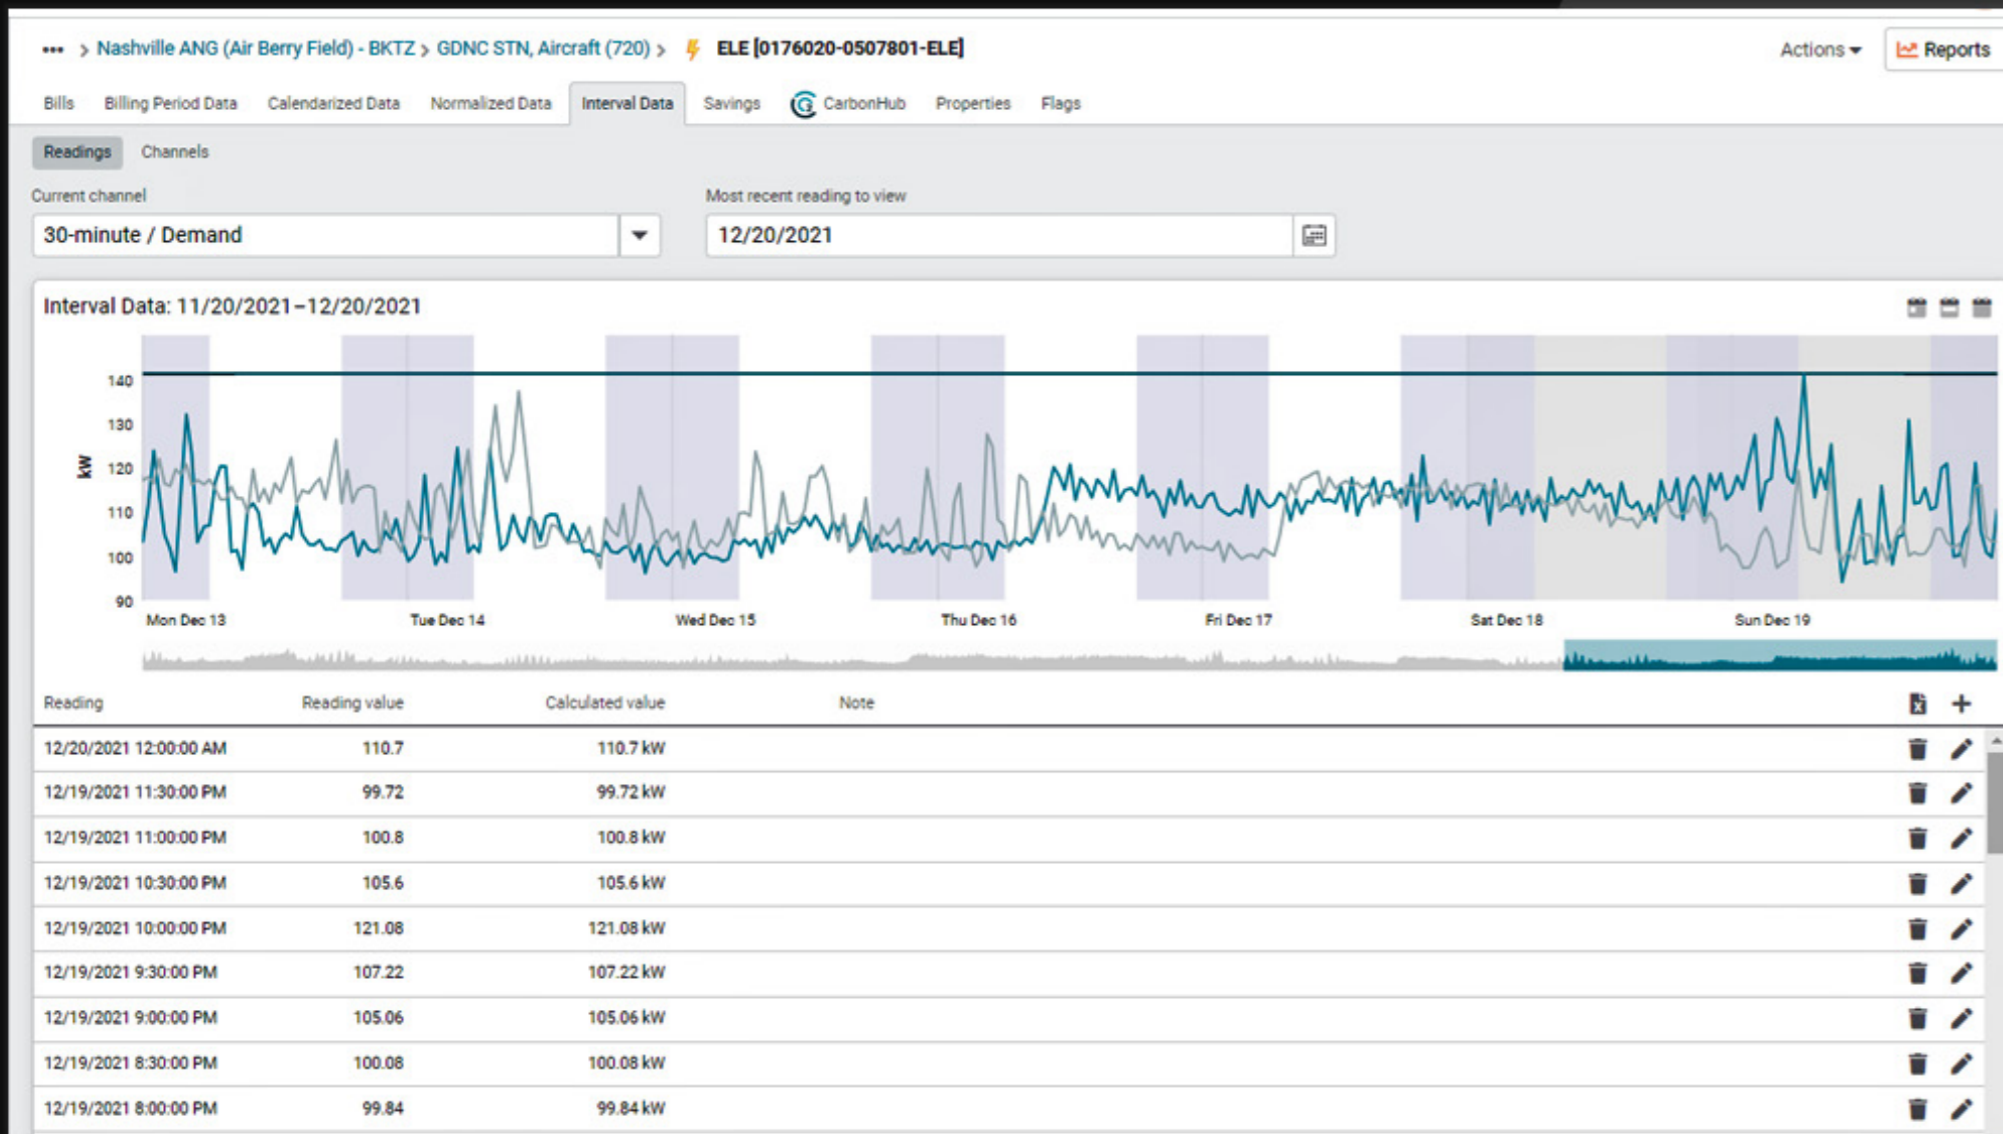 ••• > Nashville ANG (Air Berry Field) - BKTZ > GDNC STN, Aircraft (720) > ELE [0176020-0507801-ELE] Actions Reports
Bills Billing Period Data Calendarized Data Normalized Data Interval Data Savings CarbonHub Properties Flags
Readings Channels
Current channel Most recent reading to view
30-minute / Demand 12/20/2021
Interval Data: 11/20/2021–12/20/2021
140
130
kW
120
110
100
90
Mon Dec 13 Tue Dec 14 Wed Dec 15 Thu Dec 16 Fri Dec 17 Sat Dec 18 Sun Dec 19
Reading Reading value Calculated value Note
12/20/2021 12:00:00 AM 110.7 110.7 kW
12/19/2021 11:30:00 PM 99.72 99.72 kW
12/19/2021 11:00:00 PM 100.8 100.8 kW
12/19/2021 10:30:00 PM 105.6 105.6 kW
12/19/2021 10:00:00 PM 121.08 121.08 kW
12/19/2021 9:30:00 PM 107.22 107.22 kW
12/19/2021 9:00:00 PM 105.06 105.06 kW
12/19/2021 8:30:00 PM 100.08 100.08 kW
12/19/2021 8:00:00 PM 99.84 99.84 kW